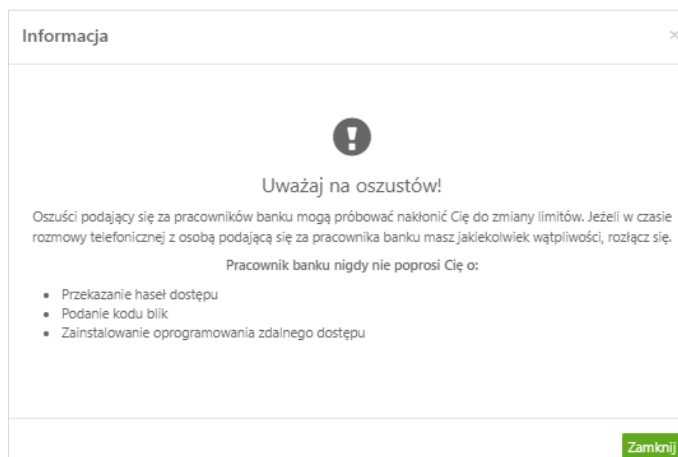 Informacja
Uważaj na oszustów!
Oszuści podający się za pracowników banku mogą próbować nakłonić Cię do zmiany limitów. Jeżeli w czasie
rozmowy telefonicznej z osobą podającą się za pracownika banku masz jakiekolwiek wątpliwości, rozłącz się.
Pracownik banku nigdy nie poprosi Cię o:
• Przekazanie haseł dostępu
• Podanie kodu blik
• Zainstalowanie oprogramowania zdalnego dostępu
Zamknij